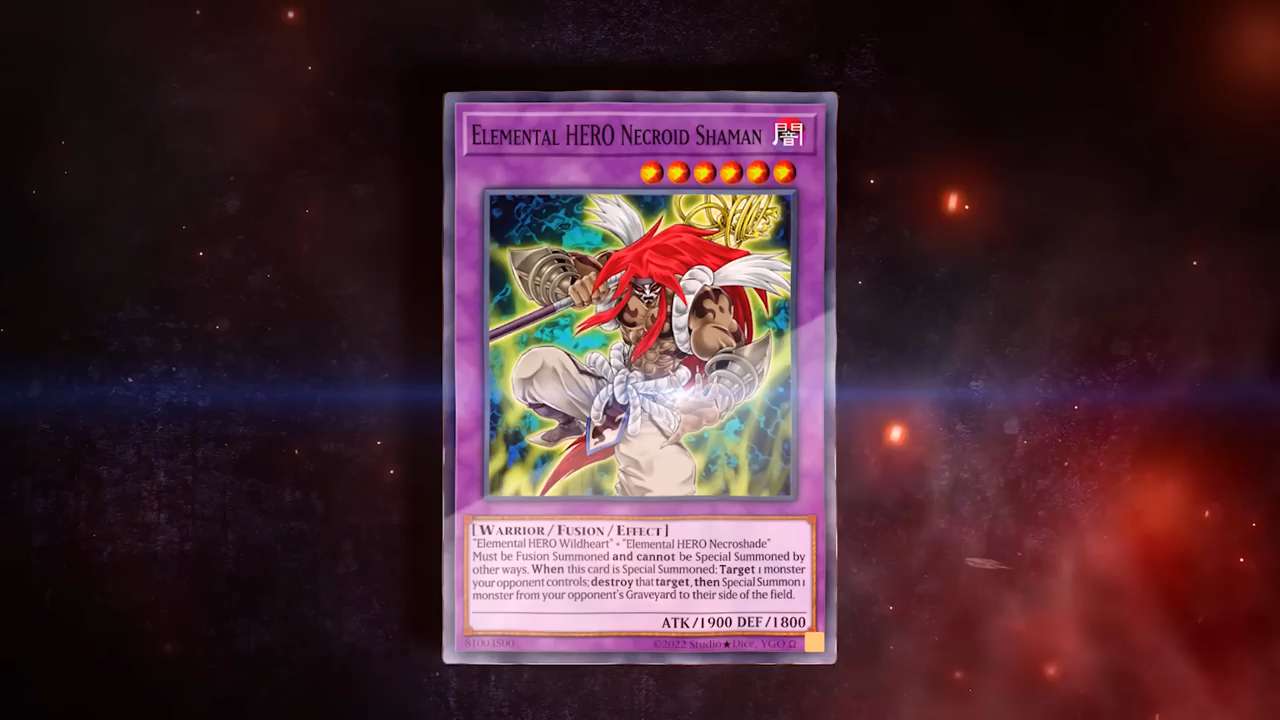 Elemental HERO Necroid Shaman 闇
[Warrior/Fusion/Effect]
"Elemental HERO Wildheart" + "Elemental HERO Necroshade"
Must be Fusion Summoned and cannot be Special Summoned by
other ways. When this card is Special Summoned: Target 1 monster
your opponent controls; destroy that target, then Special Summon 1
monster from your opponent's Graveyard to their side of the field.
ATK/1900 DEF/1800
81003500 ©2022 Studio★Dice, YGO Ω